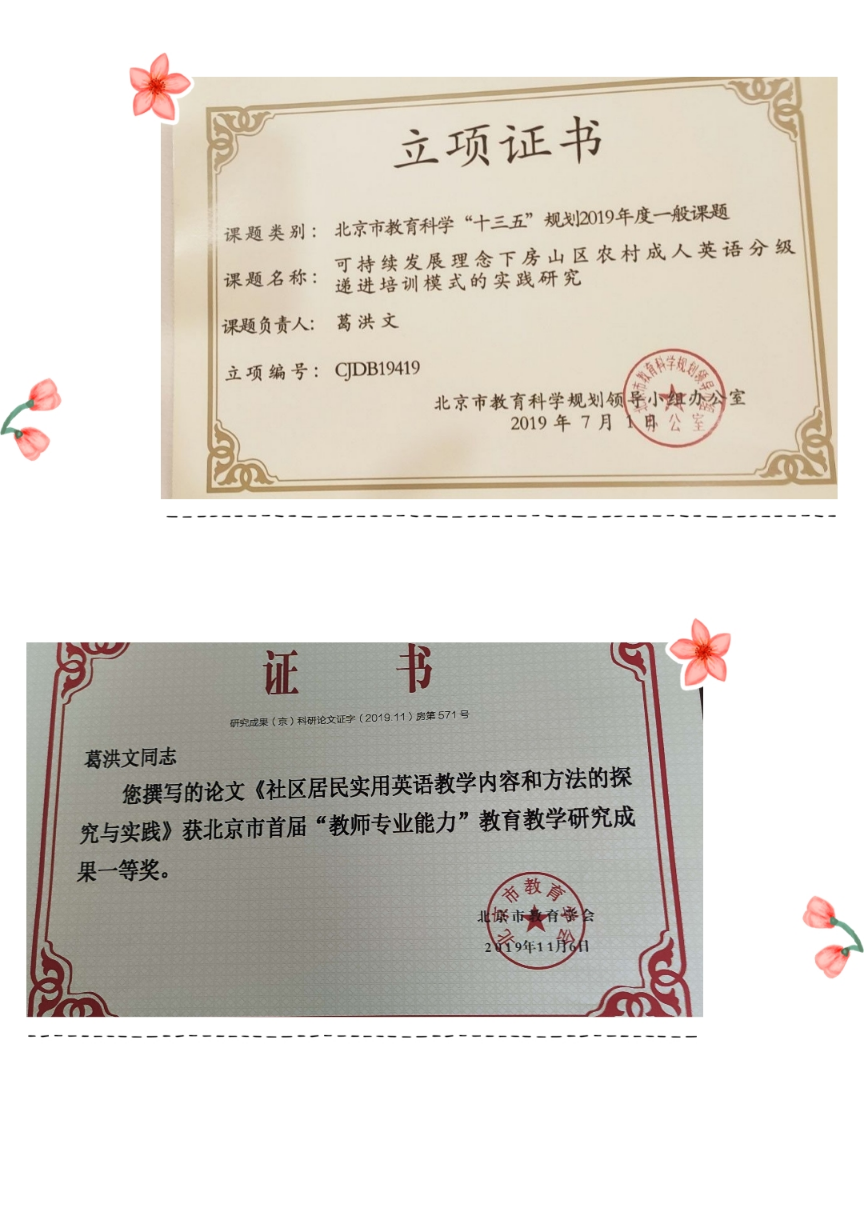 立项证书
课题类别：北京市教育科学“十三五”规划2019年度一般课题
课题名称：可持续发展理念下房山区农村成人英语分级
递进培训模式的实践研究
课题负责人：葛洪文
立项编号：CJDB19419
北京市教育科学规划领导小组办公室
2019年7月1日
办公室
证 书
研究成果（京）科研论文证字（2019.11）房第571号
葛洪文同志
您撰写的论文《社区居民实用英语教学内容和方法的探
究与实践》获北京市首届“教师专业能力”教育教学研究成
果一等奖。
北京市教育学会
北京市教育学会
2019年11月6日